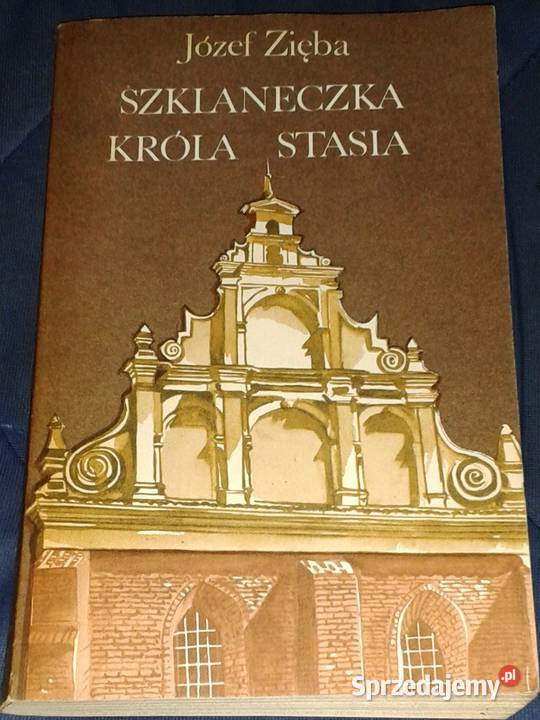 Józef Zięba
SZKLANECZKA
KRÓLA STASIA
Sprzedajemy.pl